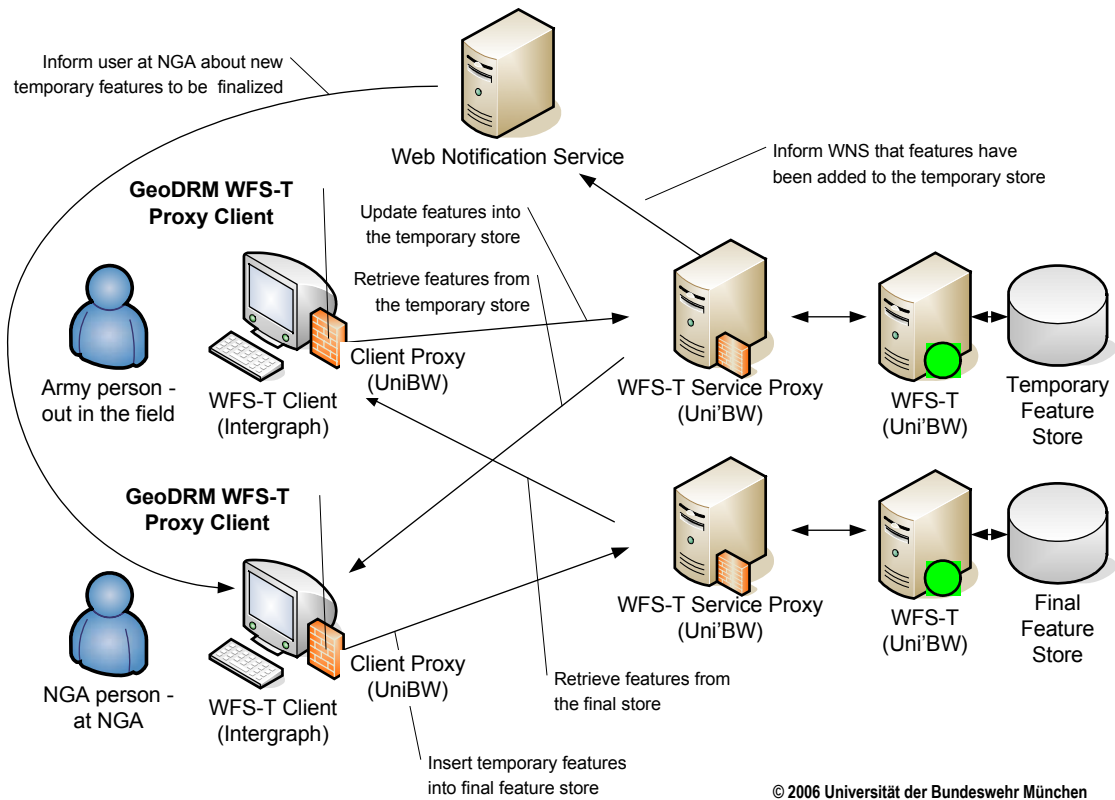 Inform user at NGA about new
temporary features to be finalized
Web Notification Service
Inform WNS that features have
been added to the temporary store
GeoDRM WFS-T
Proxy Client
Update features into
the temporary store
Retrieve features from
the temporary store
Army person -
out in the field
WFS-T Client
(Intergraph)
Client Proxy
(UniBW)
WFS-T Service Proxy
(Uni'BW)
WFS-T
(Uni'BW)
Temporary
Feature
Store
GeoDRM WFS-T
Proxy Client
NGA person -
at NGA
WFS-T Client
(Intergraph)
Client Proxy
(UniBW)
WFS-T Service Proxy
(Uni'BW)
WFS-T
(Uni'BW)
Final
Feature
Store
Retrieve features from
the final store
Insert temporary features
into final feature store
© 2006 Universität der Bundeswehr München